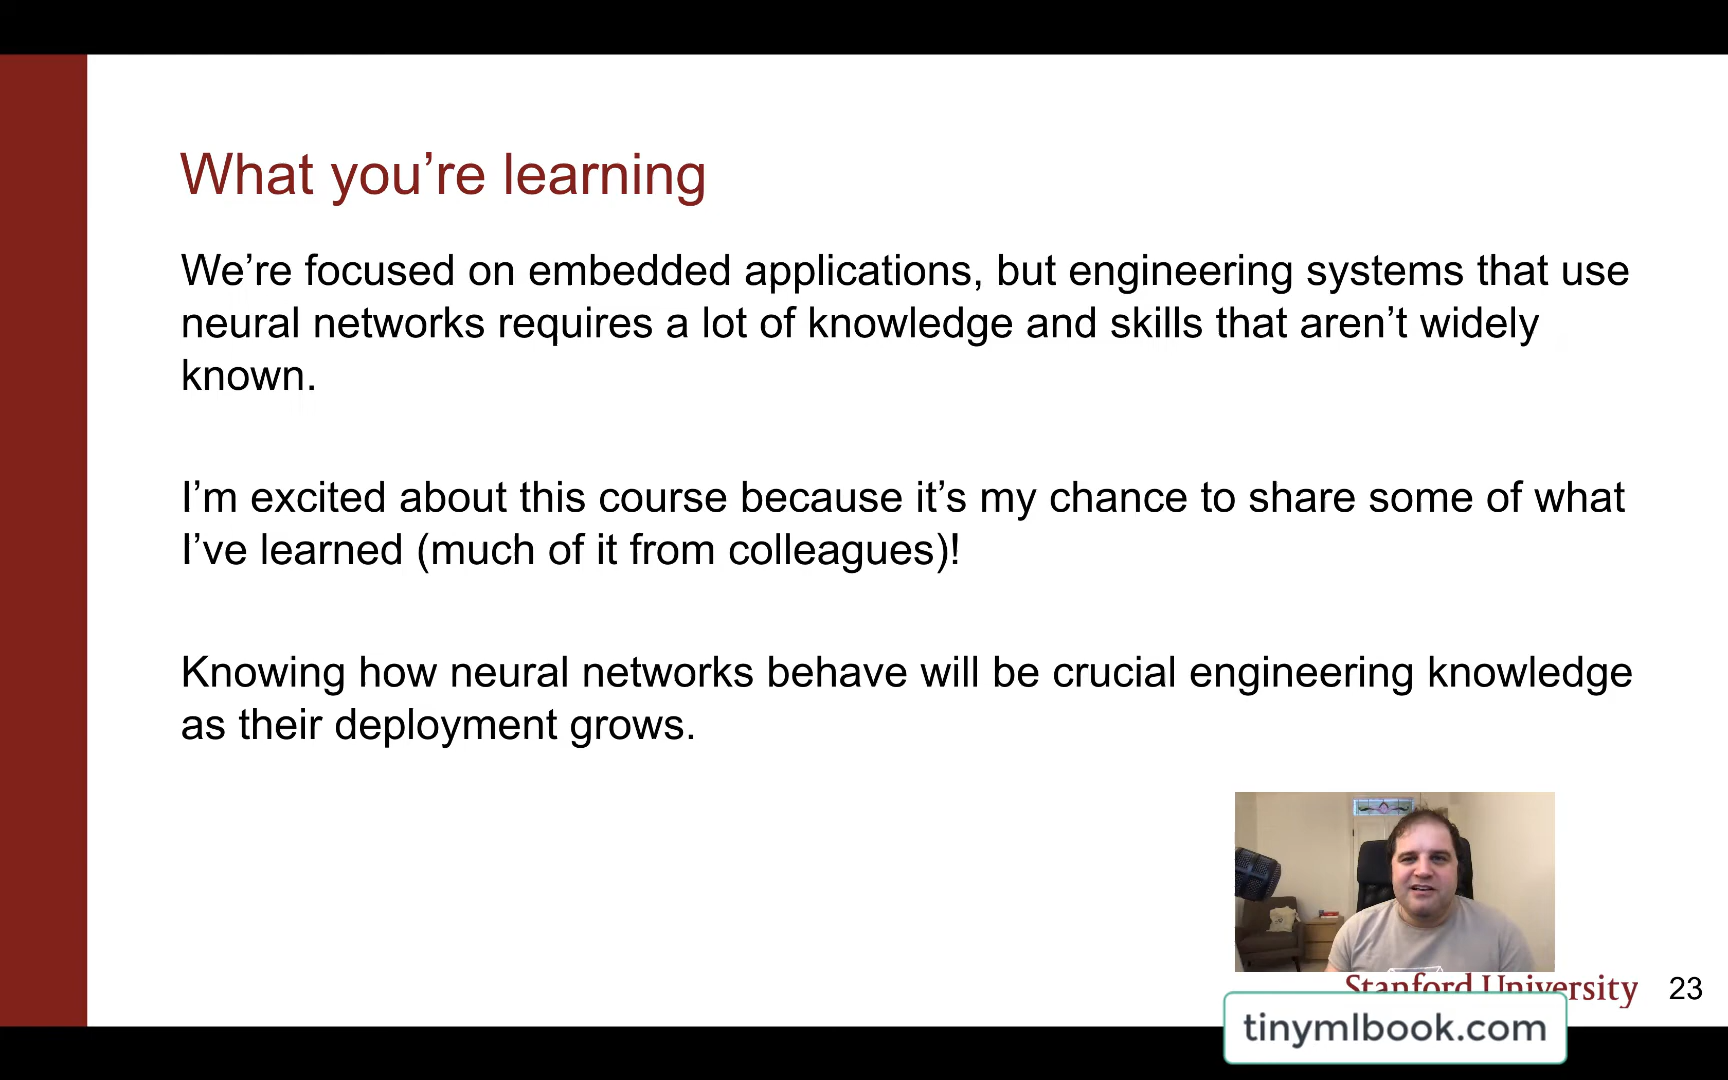 What you’re learning
We’re focused on embedded applications, but engineering systems that use
neural networks requires a lot of knowledge and skills that aren’t widely
known.
I’m excited about this course because it’s my chance to share some of what
I’ve learned (much of it from colleagues)!
Knowing how neural networks behave will be crucial engineering knowledge
as their deployment grows.
Stanford University 23
tinymlbook.com